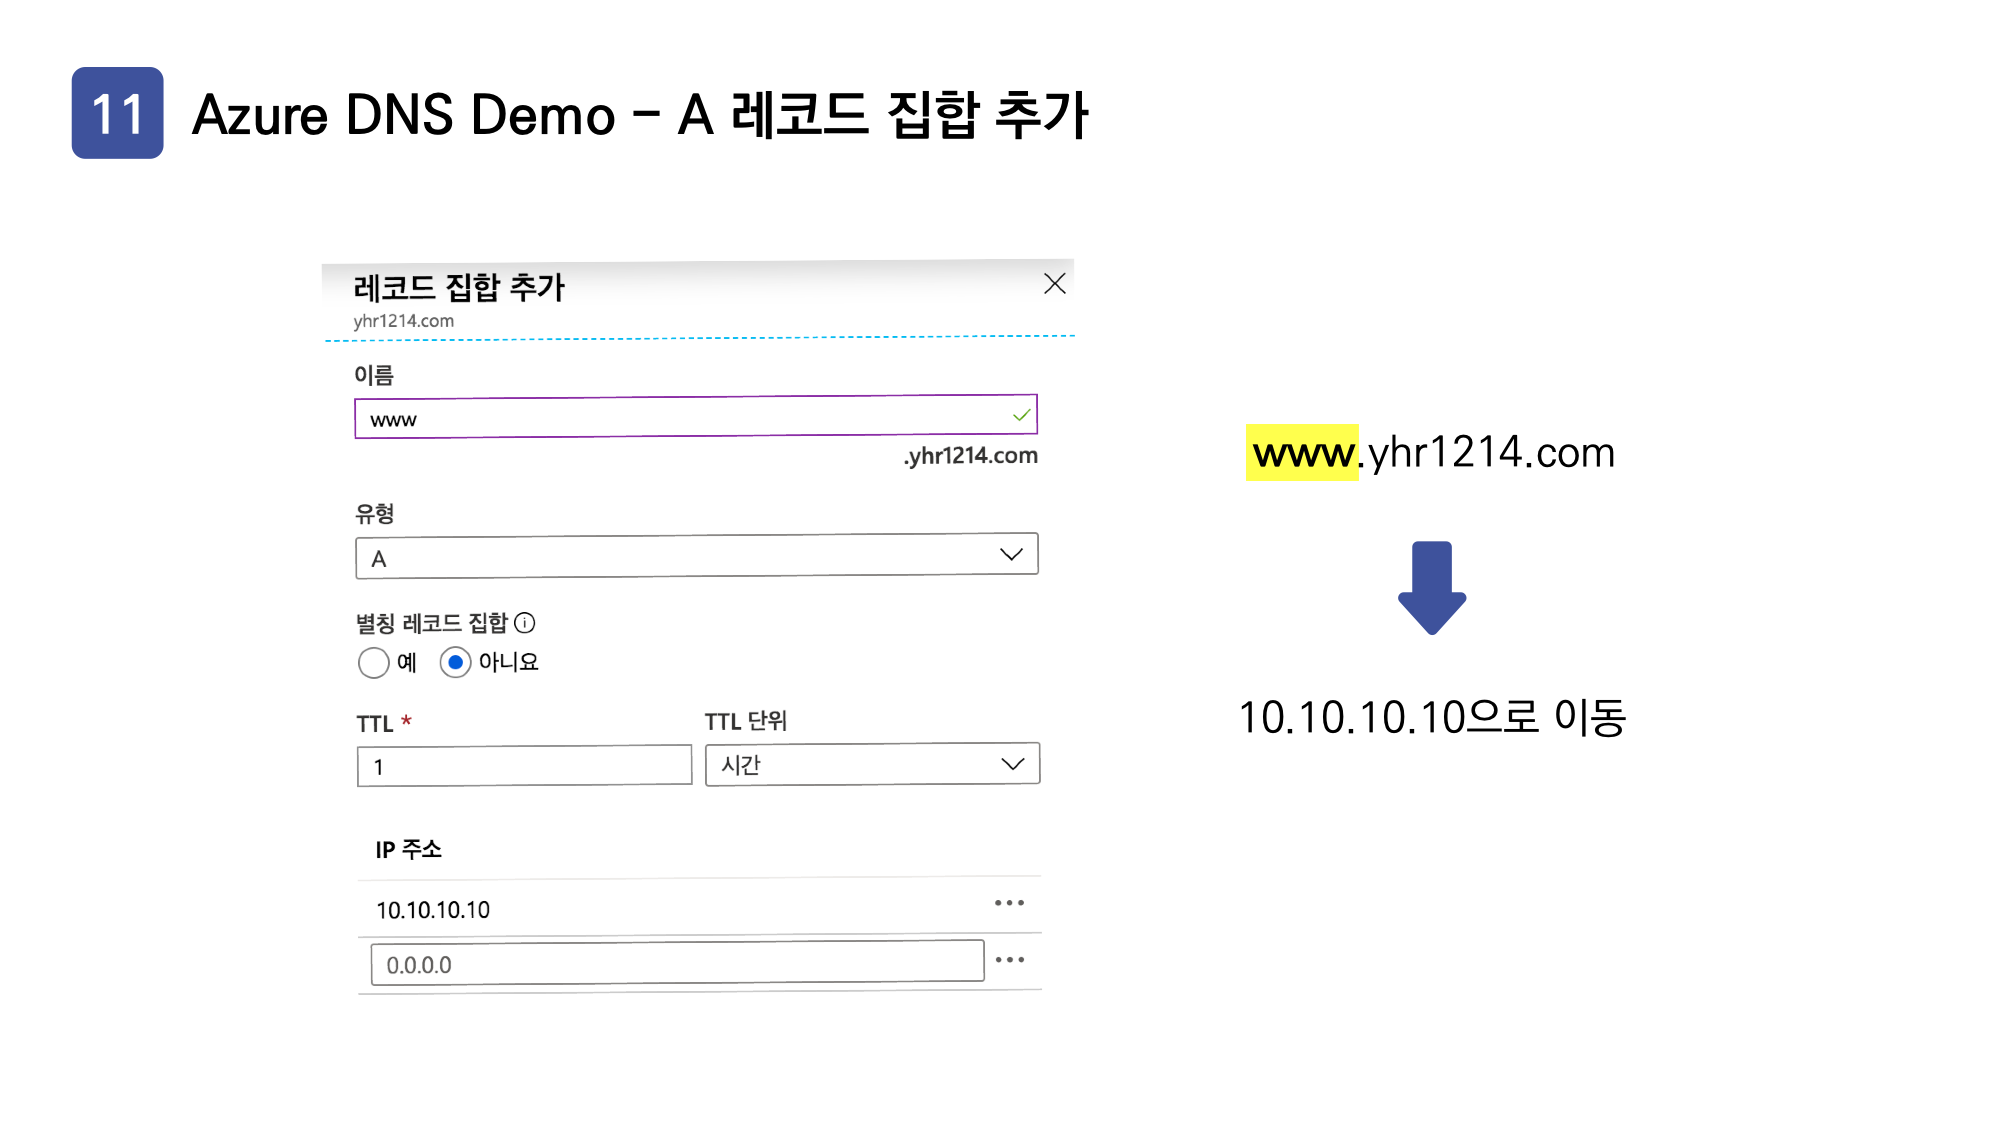 11
Azure DNS Demo - A 레코드 집합 추가
레코드 집합 추가
yhr1214.com
이름
www
.yhr1214.com
유형
A
별칭 레코드 집합
예 아니요
TTL * TTL 단위
1 시간
IP 주소
10.10.10.10
0.0.0.0
www.yhr1214.com
10.10.10.10으로 이동